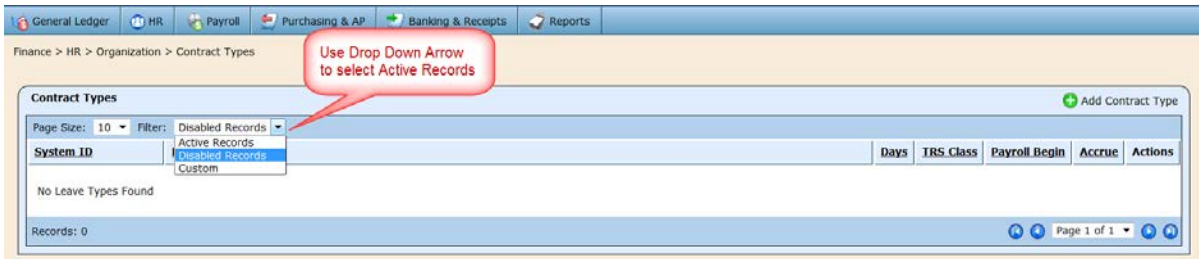 General Ledger HR Payroll Purchasing & AP Banking & Receipts Reports
Finance > HR > Organization > Contract Types
Use Drop Down Arrow
to select Active Records
Contract Types Add Contract Type
Page Size: 10 Filter: Disabled Records
Active Records
Disabled Records
Custom
System ID Days TRS Class Payroll Begin Accrue Actions
No Leave Types Found
Records: 0 Page 1 of 1